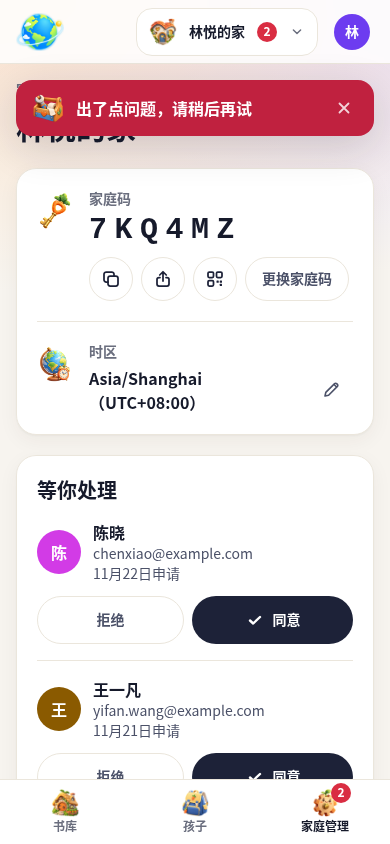 林悦的家 2
林
出了点问题，请稍后再试
林悦的家
家庭码
7KQ4MZ
更换家庭码
时区
Asia/Shanghai
（UTC+08:00）
等你处理
陈
陈晓
chenxiao@example.com
11月22日申请
拒绝
同意
王
王一凡
yifan.wang@example.com
11月21日申请
拒绝
同意
书库
孩子
2
家庭管理